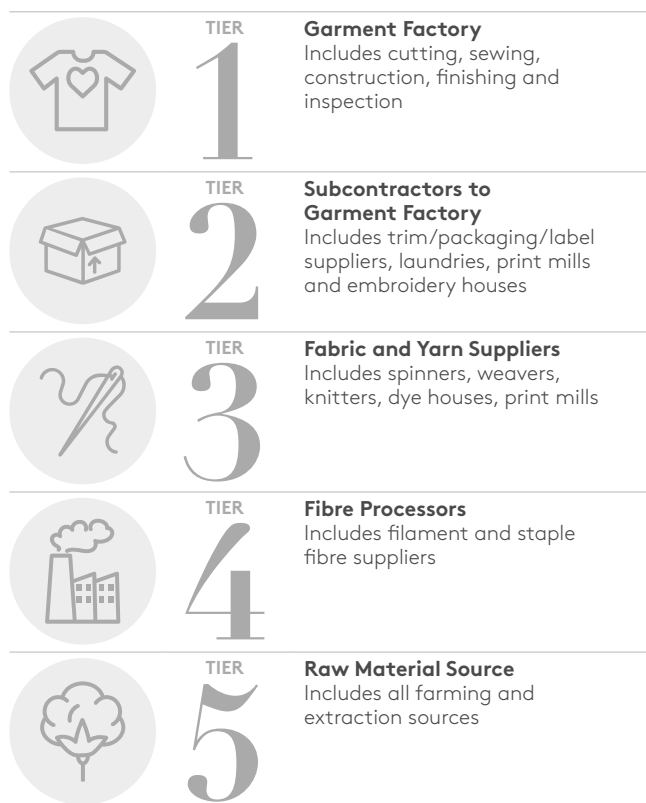 TIER
1
Garment Factory
Includes cutting, sewing,
construction, finishing and
inspection
TIER
2
Subcontractors to
Garment Factory
Includes trim/packaging/label
suppliers, laundries, print mills
and embroidery houses
TIER
3
Fabric and Yarn Suppliers
Includes spinners, weavers,
knitters, dye houses, print mills
TIER
4
Fibre Processors
Includes filament and staple
fibre suppliers
TIER
5
Raw Material Source
Includes all farming and
extraction sources